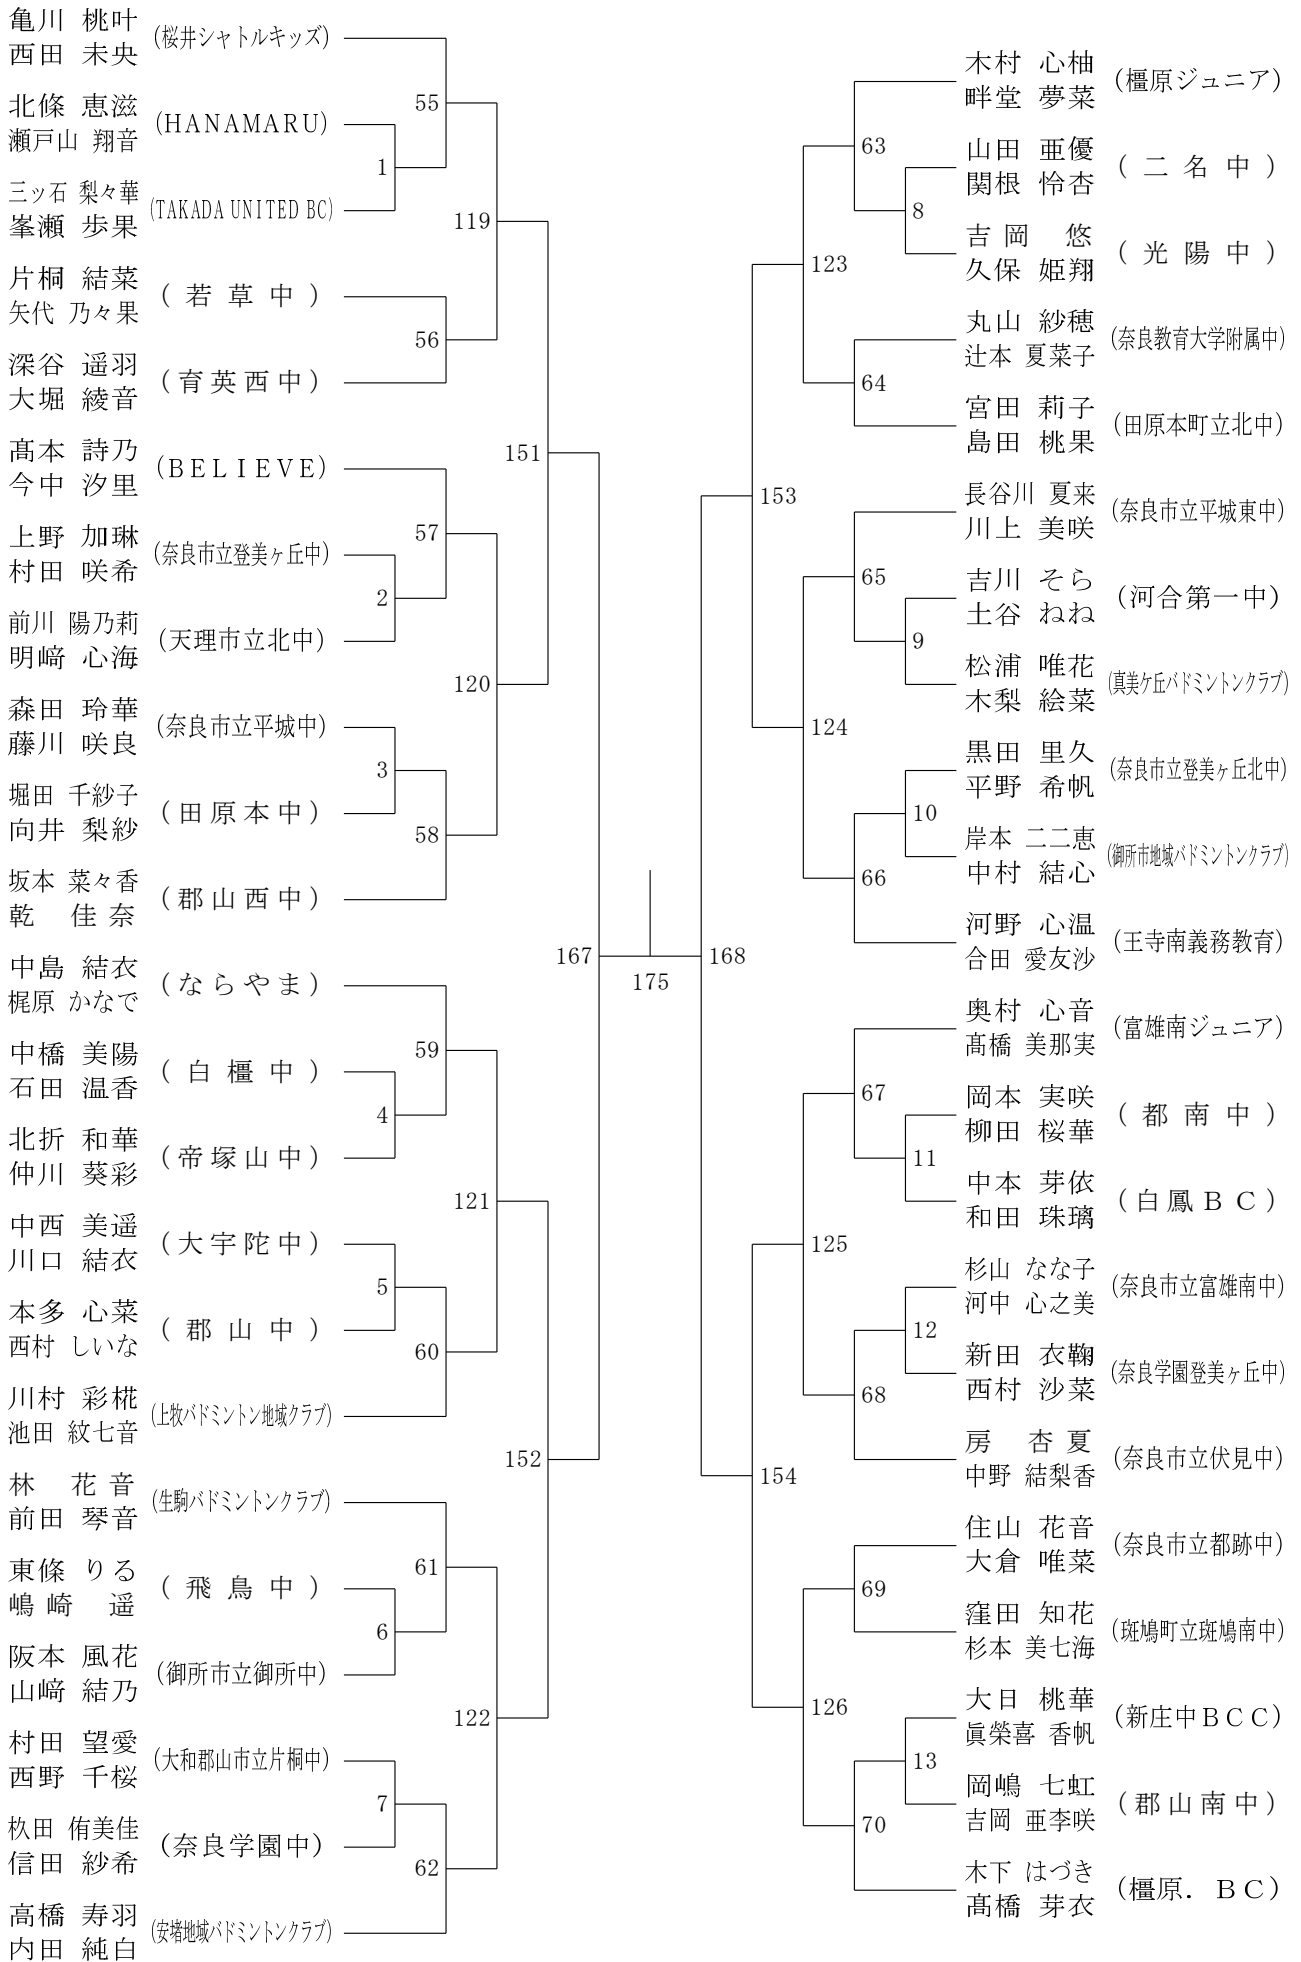 亀川 桃叶
西田 未央
(桜井シャトルキッズ)
北條 恵滋
瀬戸山 翔音
(HANAMARU)
三ッ石 梨々華
峯瀬 歩果
(TAKADA UNITED BC)
片桐 結菜
矢代 乃々果
(若草中)
深谷 遥羽
大堀 綾音
(育英西中)
髙本 詩乃
今中 汐里
(BELIEVE)
上野 加琳
村田 咲希
(奈良市立登美ヶ丘中)
前川 陽乃莉
明﨑 心海
(天理市立北中)
森田 玲華
藤川 咲良
(奈良市立平城中)
堀田 千紗子
向井 梨紗
(田原本中)
坂本 菜々香
乾 佳奈
(郡山西中)
中島 結衣
梶原 かなで
(ならやま)
中橋 美陽
石田 温香
(白橿中)
北折 和華
仲川 葵彩
(帝塚山中)
中西 美遥
川口 結衣
(大宇陀中)
本多 心菜
西村 しいな
(郡山中)
川村 彩椛
池田 紋七音
(上牧バドミントン地域クラブ)
林 花音
前田 琴音
(生駒バドミントンクラブ)
東條 りる
嶋崎 遥
(飛鳥中)
阪本 風花
山﨑 結乃
(御所市立御所中)
村田 望愛
西野 千桜
(大和郡山市立片桐中)
杦田 侑美佳
信田 紗希
(奈良学園中)
高橋 寿羽
内田 純白
(安堵地域バドミントンクラブ)
55
1
119
56
151
57
2
120
3
58
167
59
4
121
5
60
152
61
6
122
7
62
175
168
63
8
123
64
153
65
9
124
10
66
67
11
125
12
68
154
69
126
13
70
木村 心柚
畔堂 夢菜
(橿原ジュニア)
山田 亜優
関根 怜杏
(二名中)
吉岡 悠
久保 姫翔
(光陽中)
丸山 紗穂
辻本 夏菜子
(奈良教育大学附属中)
宮田 莉子
島田 桃果
(田原本町立北中)
長谷川 夏来
川上 美咲
(奈良市立平城東中)
吉川 そら
土谷 ねね
(河合第一中)
松浦 唯花
木梨 絵菜
(真美ケ丘バドミントンクラブ)
黒田 里久
平野 希帆
(奈良市立登美ヶ丘北中)
岸本 二二恵
中村 結心
(御所市地域バドミントンクラブ)
河野 心温
合田 愛友沙
(王寺南義務教育)
奥村 心音
髙橋 美那実
(富雄南ジュニア)
岡本 実咲
柳田 桜華
(都南中)
中本 芽依
和田 珠璃
(白鳳BC)
杉山 なな子
河中 心之美
(奈良市立富雄南中)
新田 衣鞠
西村 沙菜
(奈良学園登美ヶ丘中)
房 杏夏
中野 結梨香
(奈良市立伏見中)
住山 花音
大倉 唯菜
(奈良市立都跡中)
窪田 知花
杉本 美七海
(斑鳩町立斑鳩南中)
大日 桃華
眞榮喜 香帆
(新庄中BCC)
岡嶋 七虹
吉岡 亜李咲
(郡山南中)
木下 はづき
髙橋 芽衣
(橿原．BC)